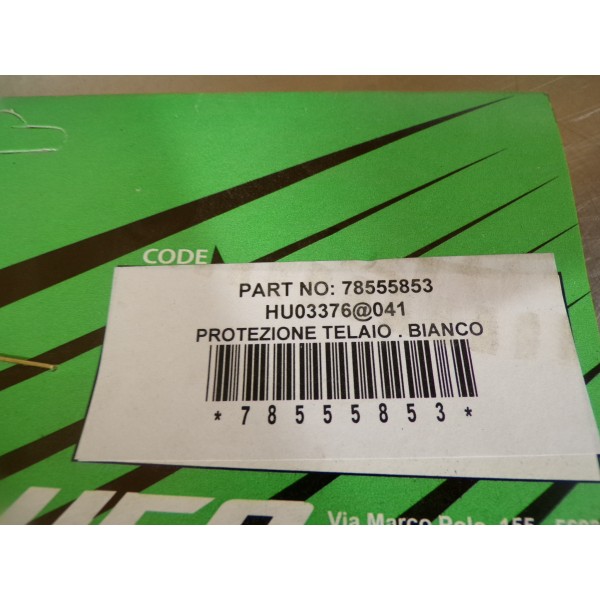 CODE
PART NO: 78555853
HU03376@041
PROTEZIONE TELAIO . BIANCO
* 7 8 5 5 5 8 5 3 *
Via Marco Polo, 155